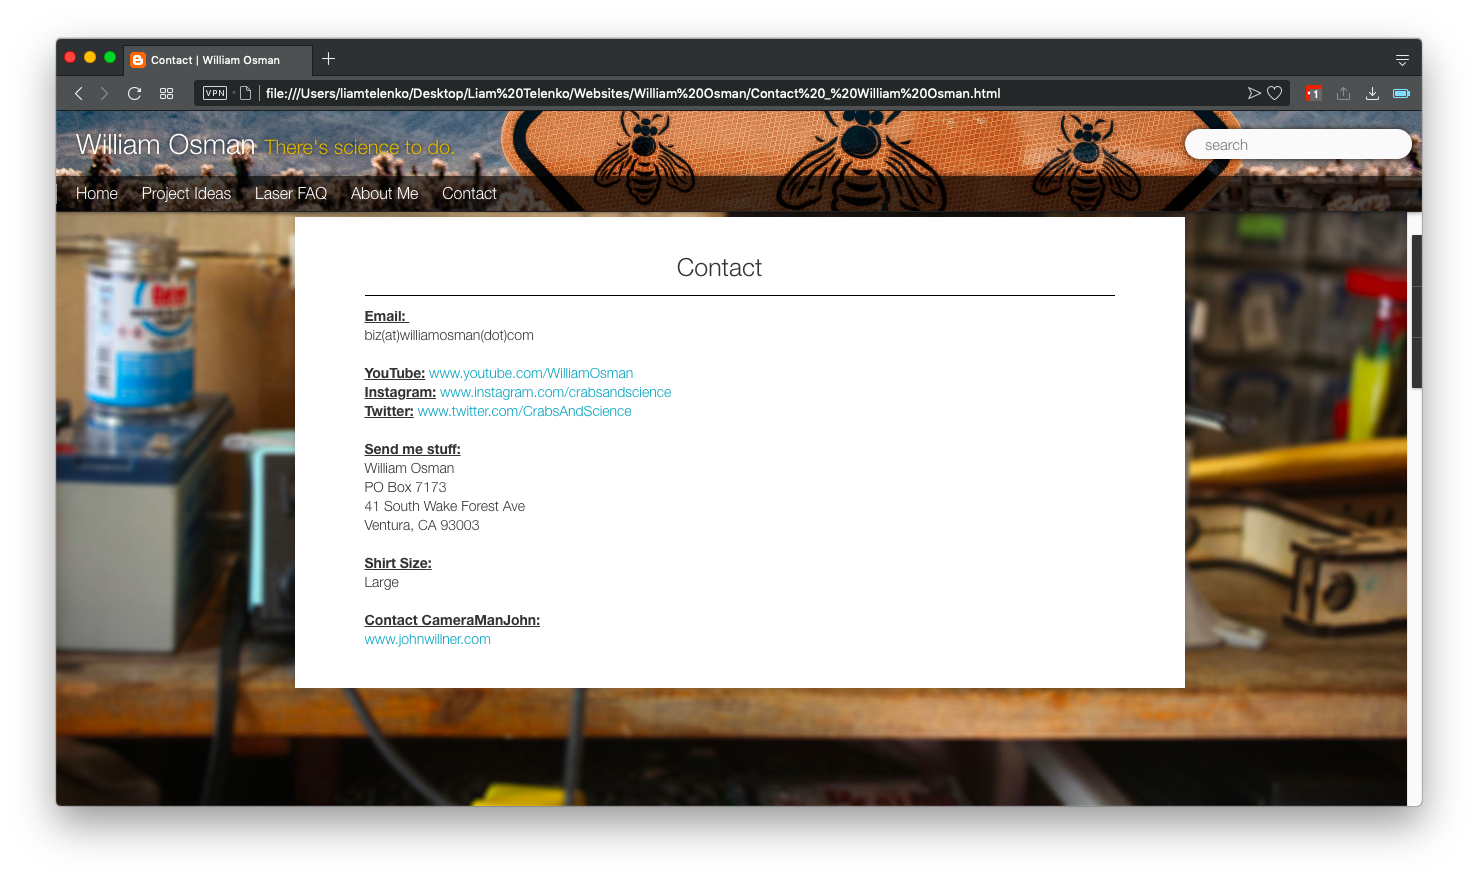 Contact | William Osman
VPN
file:///Users/liamtelenko/Desktop/Liam%20Telenko/Websites/William%20Osman/Contact%20_%20William%20Osman.html
1
William Osman There's science to do.
search
Home Project Ideas Laser FAQ About Me Contact
Contact
Email:
biz(at)williamosman(dot)com
YouTube: www.youtube.com/WilliamOsman
Instagram: www.instagram.com/crabsandscience
Twitter: www.twitter.com/CrabsAndScience
Send me stuff:
William Osman
PO Box 7173
41 South Wake Forest Ave
Ventura, CA 93003
Shirt Size:
Large
Contact CameraManJohn:
www.johnwillner.com